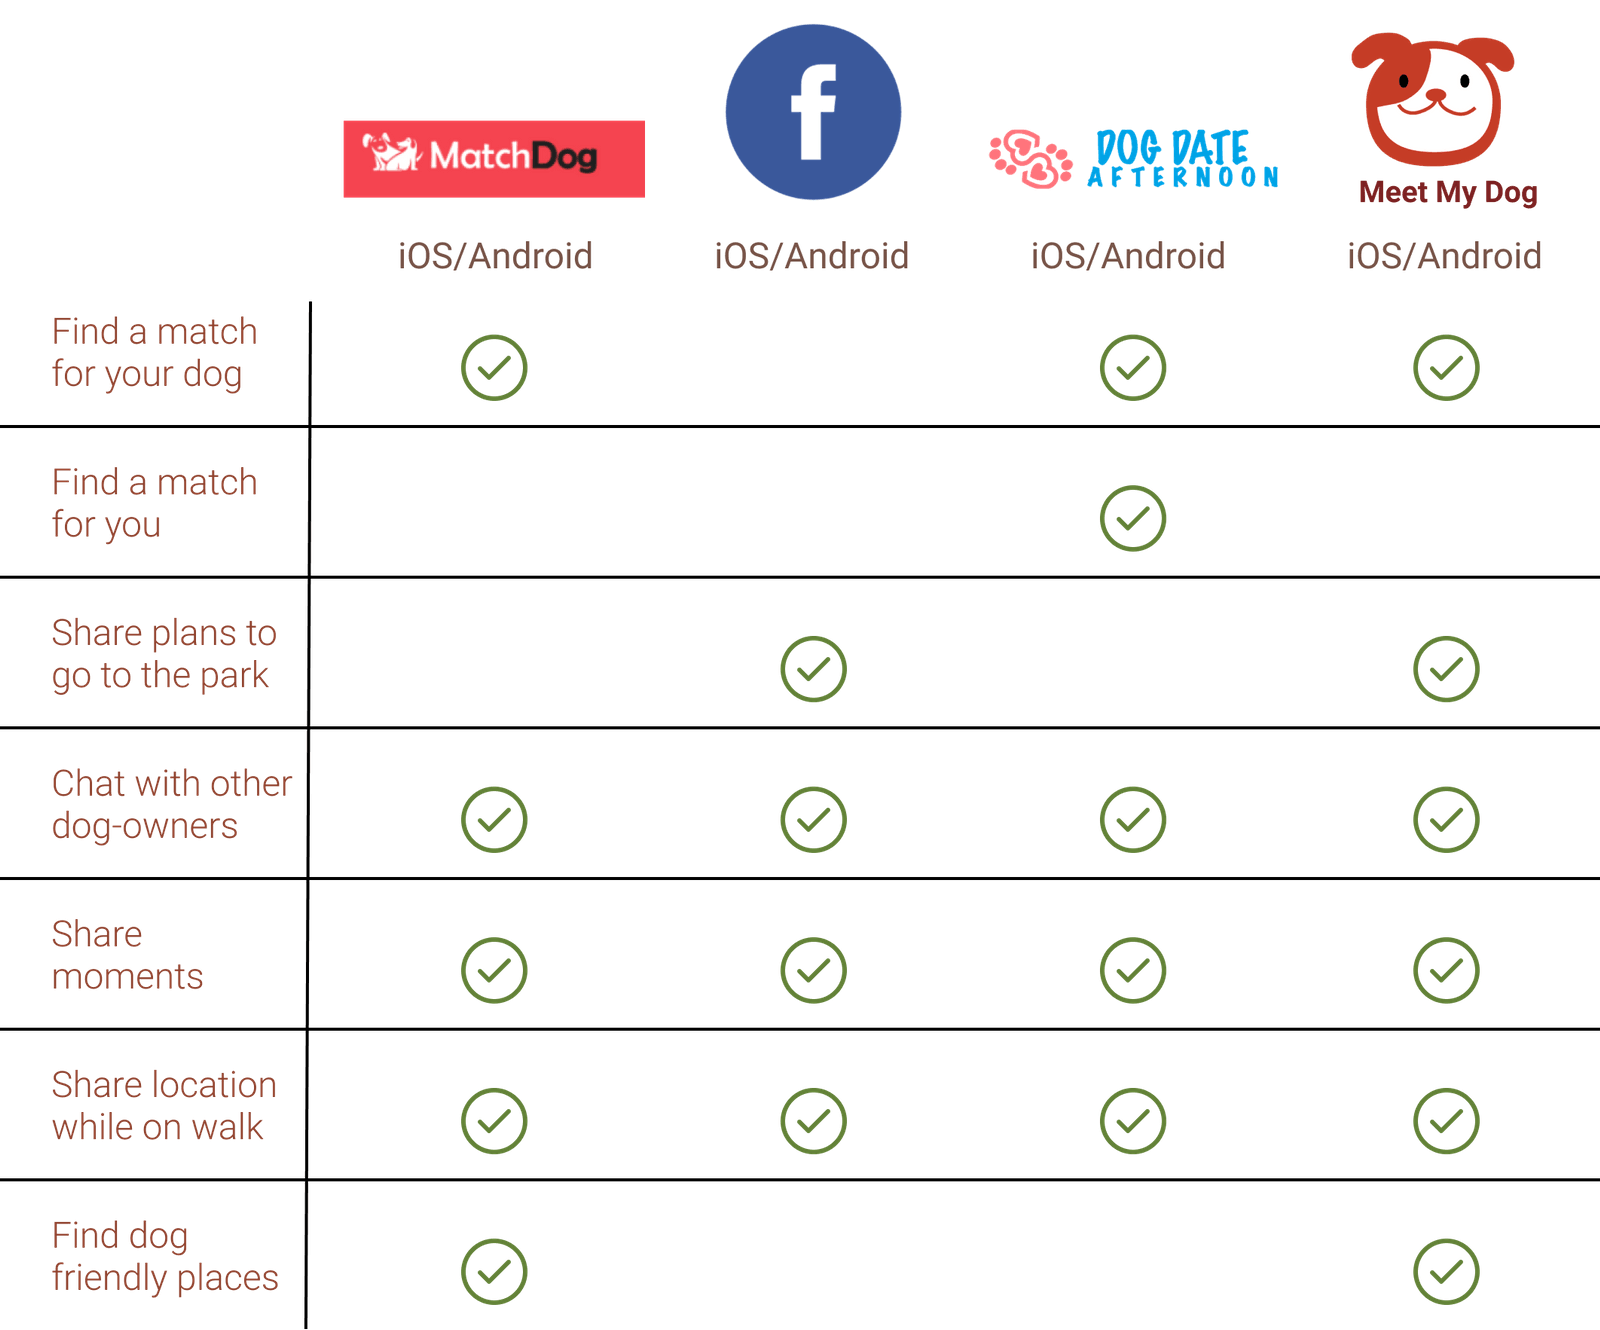 MatchDog
f
DOG DATE
AFTERNOON
Meet My Dog
iOS/Android
iOS/Android
iOS/Android
iOS/Android
Find a match
for your dog
Find a match
for you
Share plans to
go to the park
Chat with other
dog-owners
Share
moments
Share location
while on walk
Find dog
friendly places